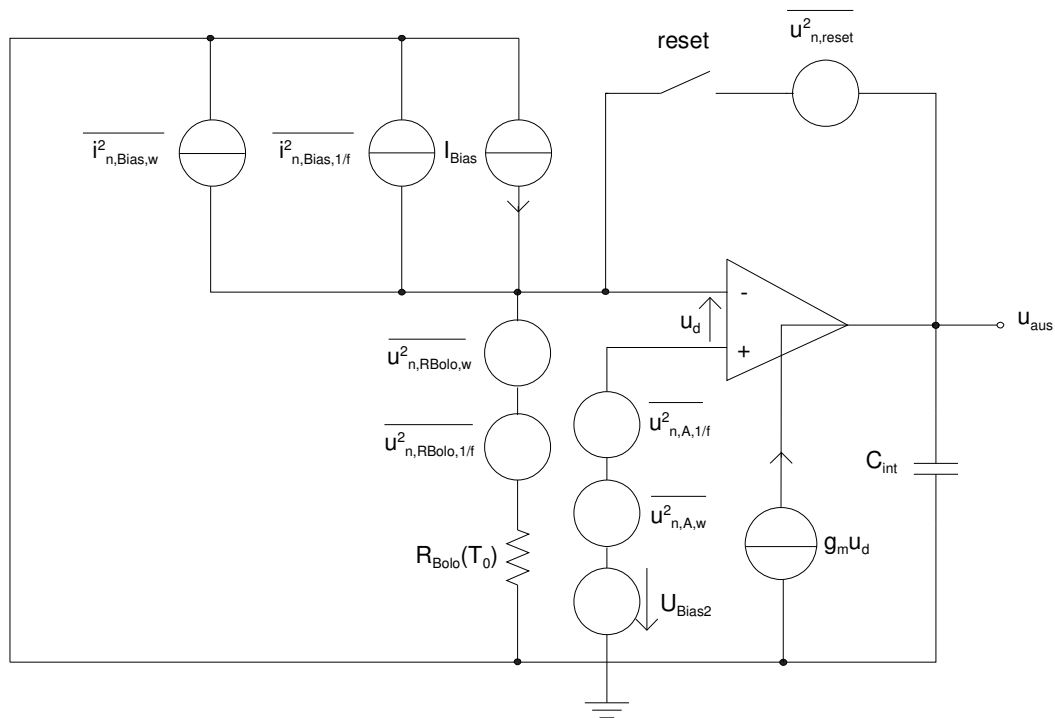 reset
u²n,reset
i²n,Bias,w
i²n,Bias,1/f
IBias
-
ud
+
uaus
u²n,RBolo,w
u²n,RBolo,1/f
u²n,A,1/f
Cint
u²n,A,w
gmud
RBolo(T0)
UBias2